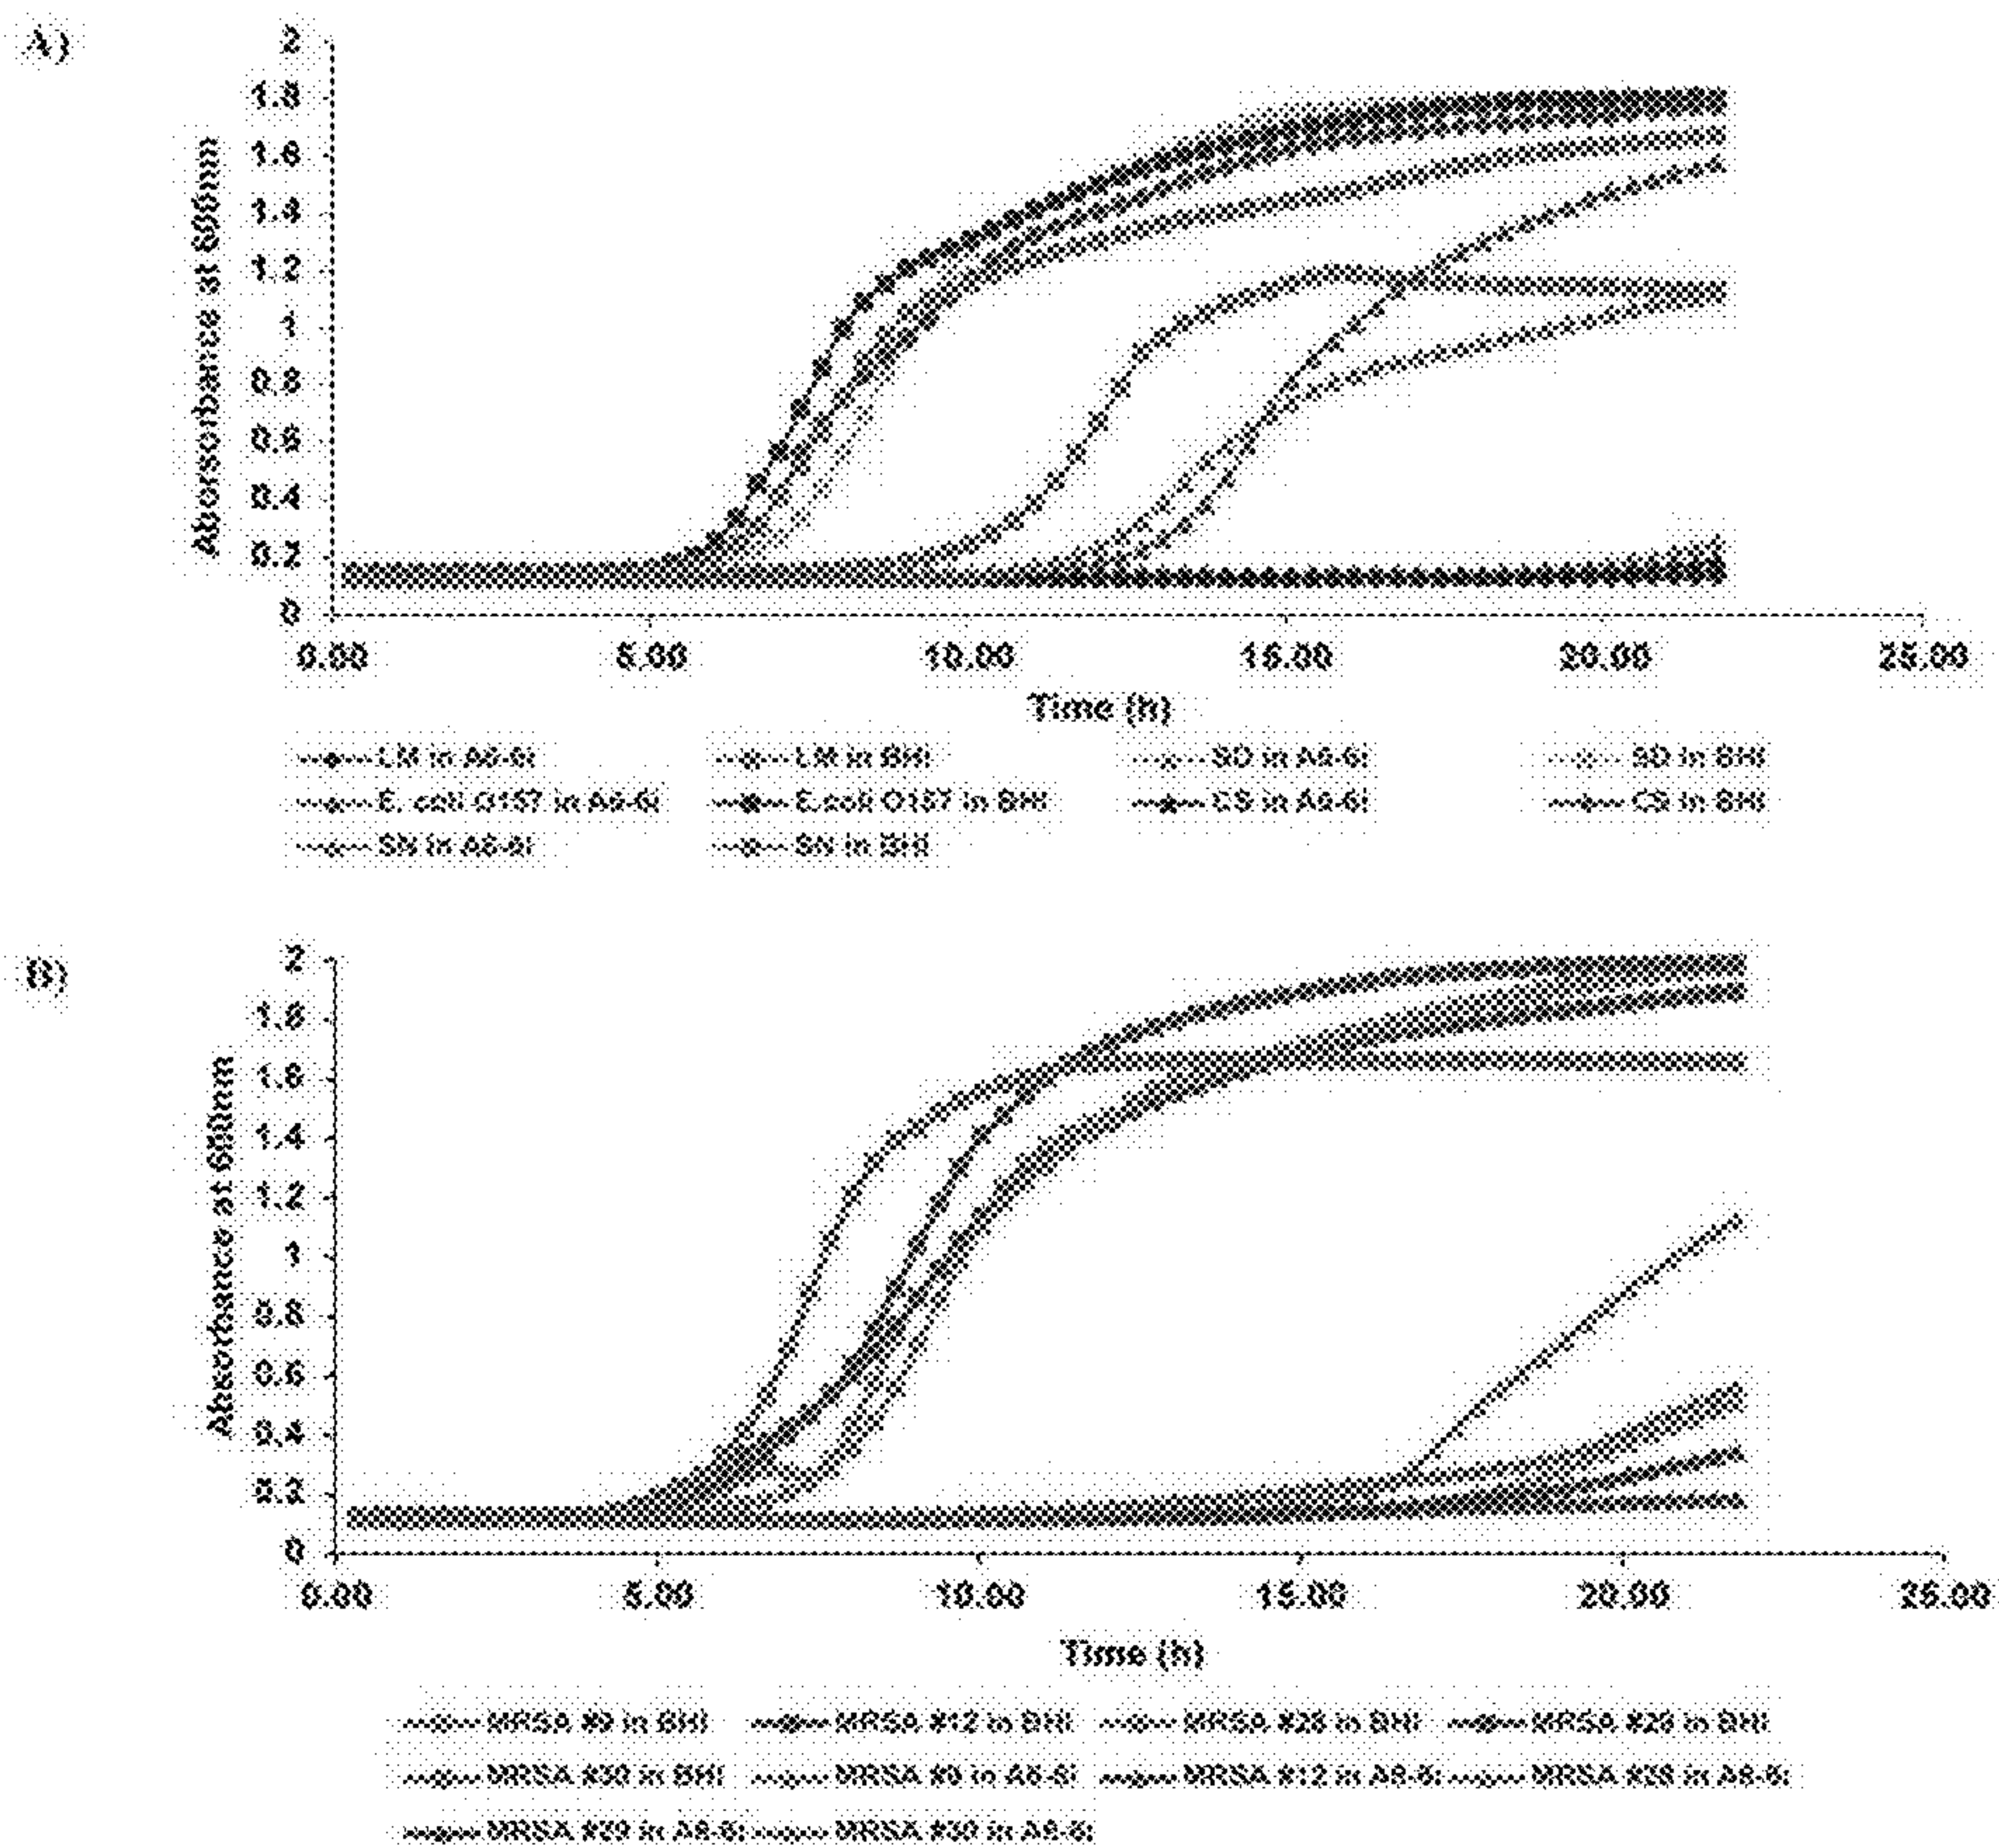 A)
2
1.8
1.6
1.4
1.2
1
0.8
0.6
0.4
0.2
0
Aborsorbance at 600nm
0.00 5.00 10.00 15.00 20.00 25.00
Time (h)
LM in A6-6i LM in BHI SD in A6-6i SD in BHI
E. coli O157 in A6-6i E.coli O157 in BHI CS in A6-6i CS in BHI
SN in A6-6i SN in BHI
B)
2
1.8
1.6
1.4
1.2
1
0.8
0.6
0.4
0.2
0
Absorbance at 600nm
0.00 5.00 10.00 15.00 20.00 25.00
Time (h)
MRSA #9 in BHI MRSA #12 in BHI MRSA #28 in BHI MRSA #29 in BHI
MRSA #30 in BHI MRSA #9 in A6-6i MRSA #12 in A6-6i MRSA #28 in A6-6i
MRSA #29 in A6-6i MRSA #30 in A6-6i